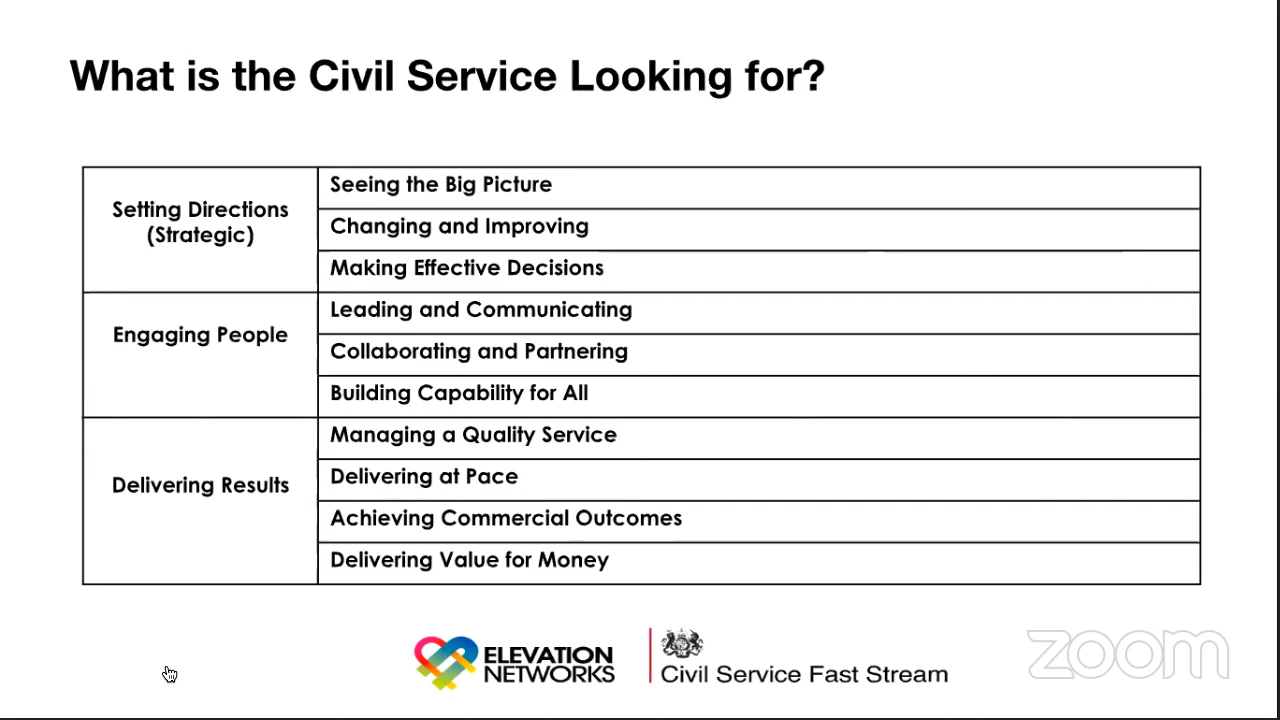 What is the Civil Service Looking for?
Setting Directions
(Strategic)
Seeing the Big Picture
Changing and Improving
Making Effective Decisions
Engaging People
Leading and Communicating
Collaborating and Partnering
Building Capability for All
Delivering Results
Managing a Quality Service
Delivering at Pace
Achieving Commercial Outcomes
Delivering Value for Money
ELEVATION
NETWORKS
Civil Service Fast Stream
zoom